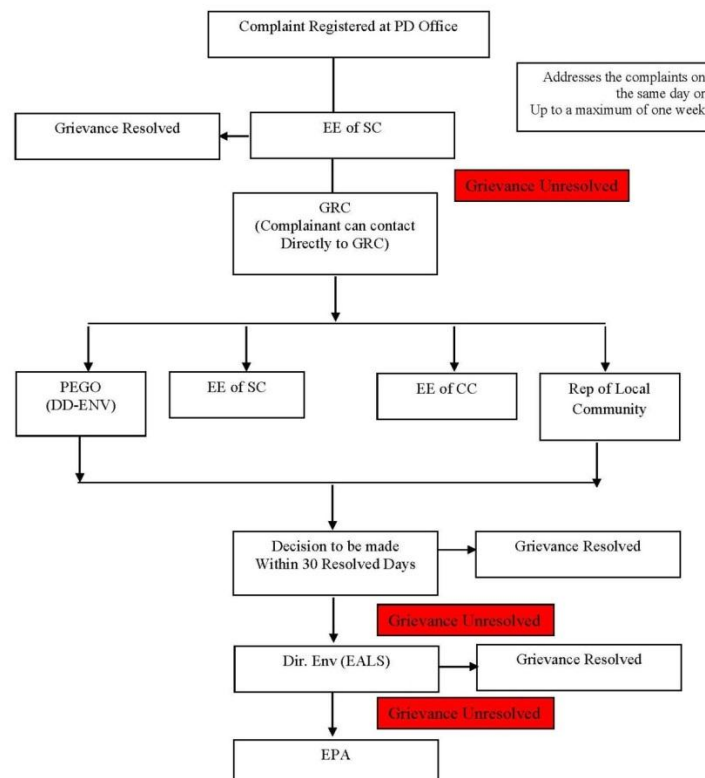 Complaint Registered at PD Office
Addresses the complaints on
the same day or
Up to a maximum of one week
Grievance Resolved
EE of SC
Grievance Unresolved
GRC
(Complainant can contact
Directly to GRC)
PEGO
(DD-ENV)
EE of SC
EE of CC
Rep of Local
Community
Decision to be made
Within 30 Resolved Days
Grievance Resolved
Grievance Unresolved
Dir. Env (EALS)
Grievance Resolved
Grievance Unresolved
EPA